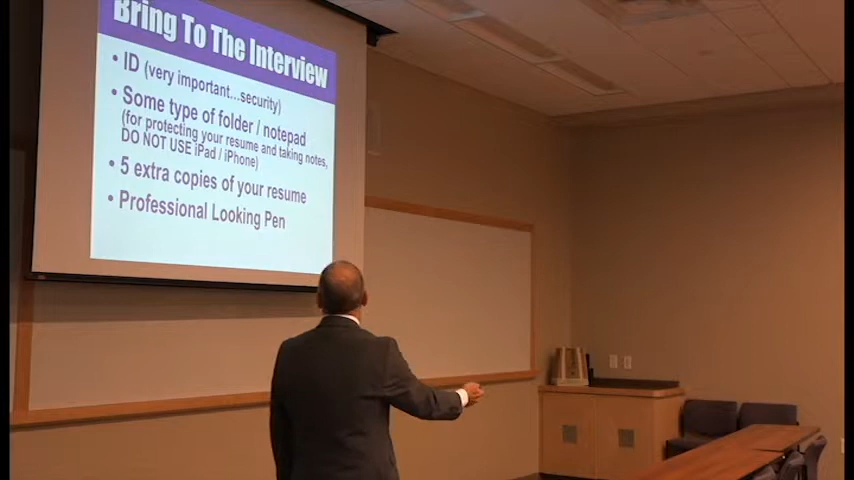 Bring To The Interview
• ID (very important...security)
• Some type of folder / notepad
(for protecting your resume and taking notes,
DO NOT USE iPad / iPhone)
• 5 extra copies of your resume
• Professional Looking Pen